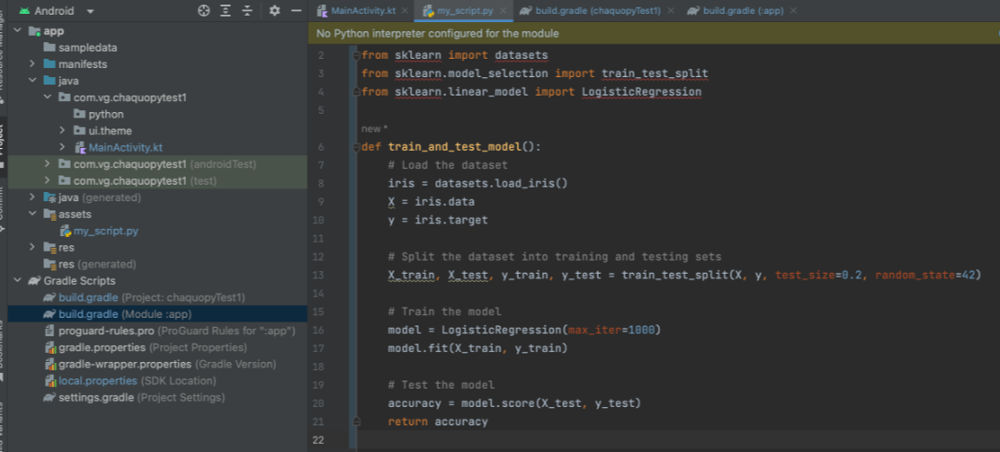 Android
app
sampledata
manifests
java
com.vg.chaquopytest1
python
ui.theme
MainActivity.kt
com.vg.chaquopytest1 (androidTest)
com.vg.chaquopytest1 (test)
java (generated)
assets
my_script.py
res
res (generated)
Gradle Scripts
build.gradle (Project: chaquopyTest1)
build.gradle (Module :app)
proguard-rules.pro (ProGuard Rules for ":app")
gradle.properties (Project Properties)
gradle-wrapper.properties (Gradle Version)
local.properties (SDK Location)
settings.gradle (Project Settings)
Project
MainActivity.kt my_script.py build.gradle (chaquopyTest1) build.gradle (:app)
No Python interpreter configured for the module
2 from sklearn import datasets
3 from sklearn.model_selection import train_test_split
4 from sklearn.linear_model import LogisticRegression
5
new *
6 def train_and_test_model():
7 # Load the dataset
8 iris = datasets.load_iris()
9 X = iris.data
10 y = iris.target
11
12 # Split the dataset into training and testing sets
13 X_train, X_test, y_train, y_test = train_test_split(X, y, test_size=0.2, random_state=42)
14
15 # Train the model
16 model = LogisticRegression(max_iter=1000)
17 model.fit(X_train, y_train)
18
19 # Test the model
20 accuracy = model.score(X_test, y_test)
21 return accuracy
22